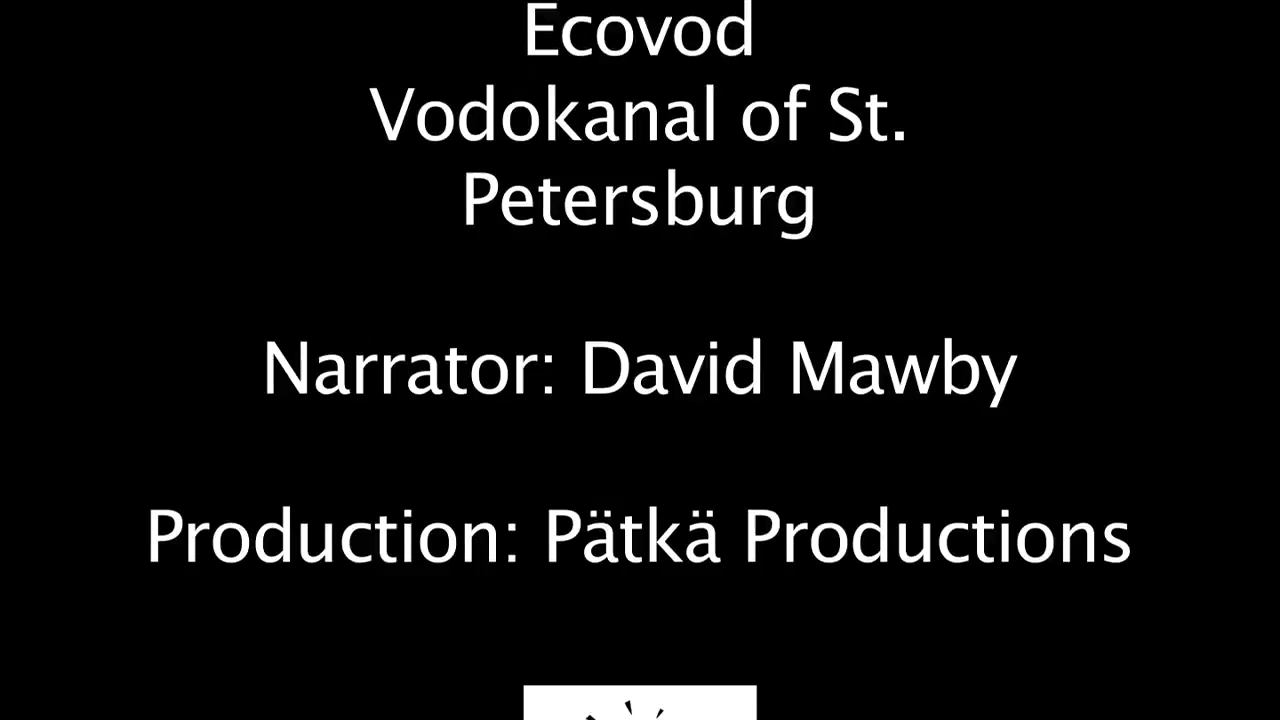 Ecovod
Vodokanal of St.
Petersburg
Narrator: David Mawby
Production: Pätkä Productions